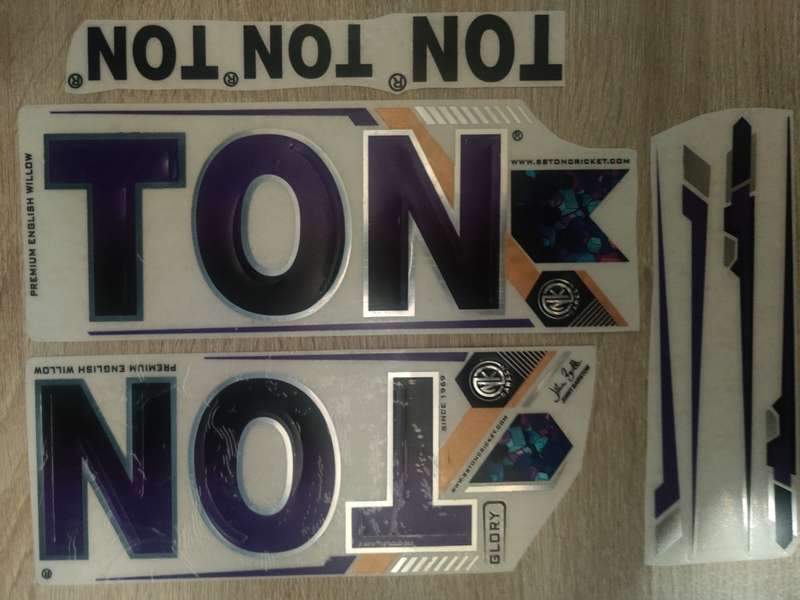 TON® TON® TON®
PREMIUM ENGLISH WILLOW
TON®
WWW.SSTONCRICKET.COM
PREMIUM ENGLISH WILLOW
TON
SINCE 1969
WWW.SSTONCRICKET.COM
GLORY